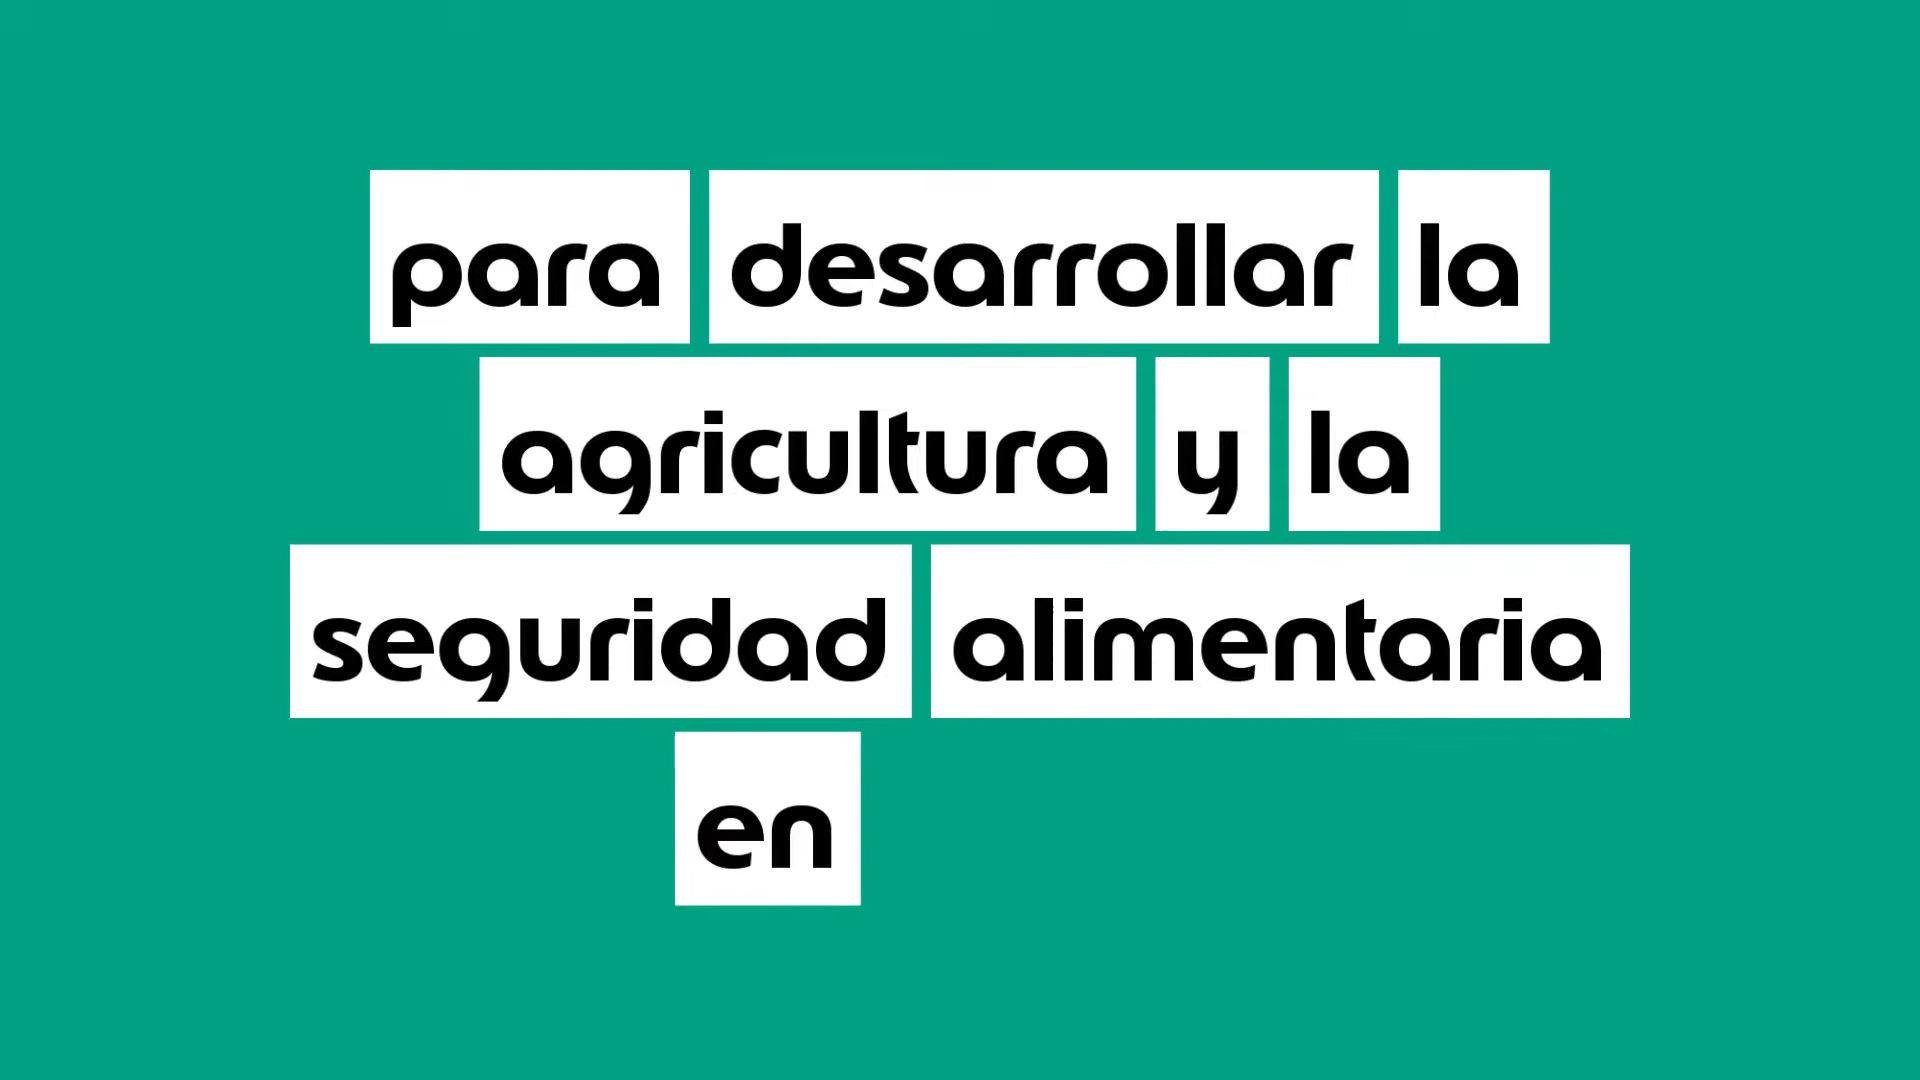 para desarrollar la
agricultura y la
seguridad alimentaria
en